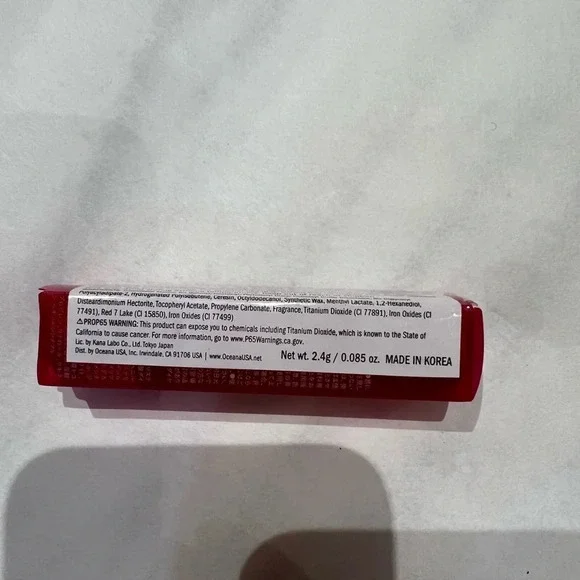 Polyacyladipate-2, Hydrogenated Polyisobutene, Ceresin, Octyldodecanol, Synthetic Wax, Menthyl Lactate, 1,2-Hexanediol,
Disteardimonium Hectorite, Tocopheryl Acetate, Propylene Carbonate, Fragrance, Titanium Dioxide (CI 77891), Iron Oxides (CI
77491), Red 7 Lake (CI 15850), Iron Oxides (CI 77499)
⚠PROP65 WARNING: This product can expose you to chemicals including Titanium Dioxide, which is known to the State of
California to cause cancer. For more information, go to www.P65Warnings.ca.gov.
Lic. by Kana Labo Co., Ltd.Tokyo Japan
Dist. by Oceana USA, Inc. Irwindale, CA 91706 USA > www.OceanaUSA.net
Net wt. 2.4g / 0.085 oz. MADE IN KOREA